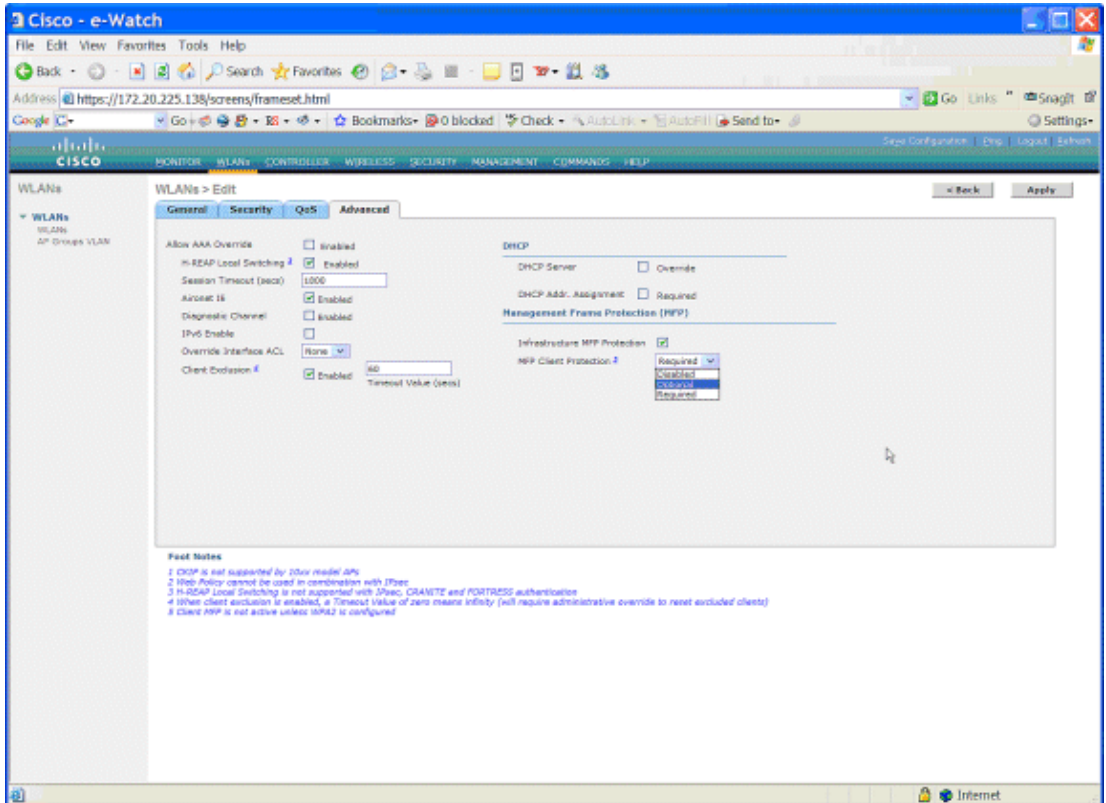 Cisco - e-Watch
File Edit View Favorites Tools Help
Back Search Favorites
Address https://172.20.225.138/screens/frameset.html Go Links » SnagIt
Google Go Bookmarks 0 blocked Check AutoLink AutoFill Send to Settings
Save Configuration | Ping | Logout | Refresh
CISCO MONITOR WLANs CONTROLLER WIRELESS SECURITY MANAGEMENT COMMANDS HELP
WLANs
WLANs
WLANs
AP Groups VLAN
WLANs > Edit
< Back Apply
General Security QoS Advanced
Allow AAA Override Enabled
H-REAP Local Switching 3 Enabled
Session Timeout (secs) 1800
Aironet IE Enabled
Diagnostic Channel Enabled
IPv6 Enable
Override Interface ACL None
Client Exclusion 4 Enabled 60
Timeout Value (secs)
DHCP
DHCP Server Override
DHCP Addr. Assignment Required
Management Frame Protection (MFP)
Infrastructure MFP Protection
MFP Client Protection Required
Disabled
Optional
Required
Foot Notes
1 CKIP is not supported by 10xx model APs
2 Web Policy cannot be used in combination with IPsec
3 H-REAP Local Switching is not supported with IPsec, CRANITE and FORTRESS authentication
4 When client exclusion is enabled, a Timeout Value of zero means infinity (will require administrative override to reset excluded clients)
5 Client MFP is not active unless WPA2 is configured
Internet